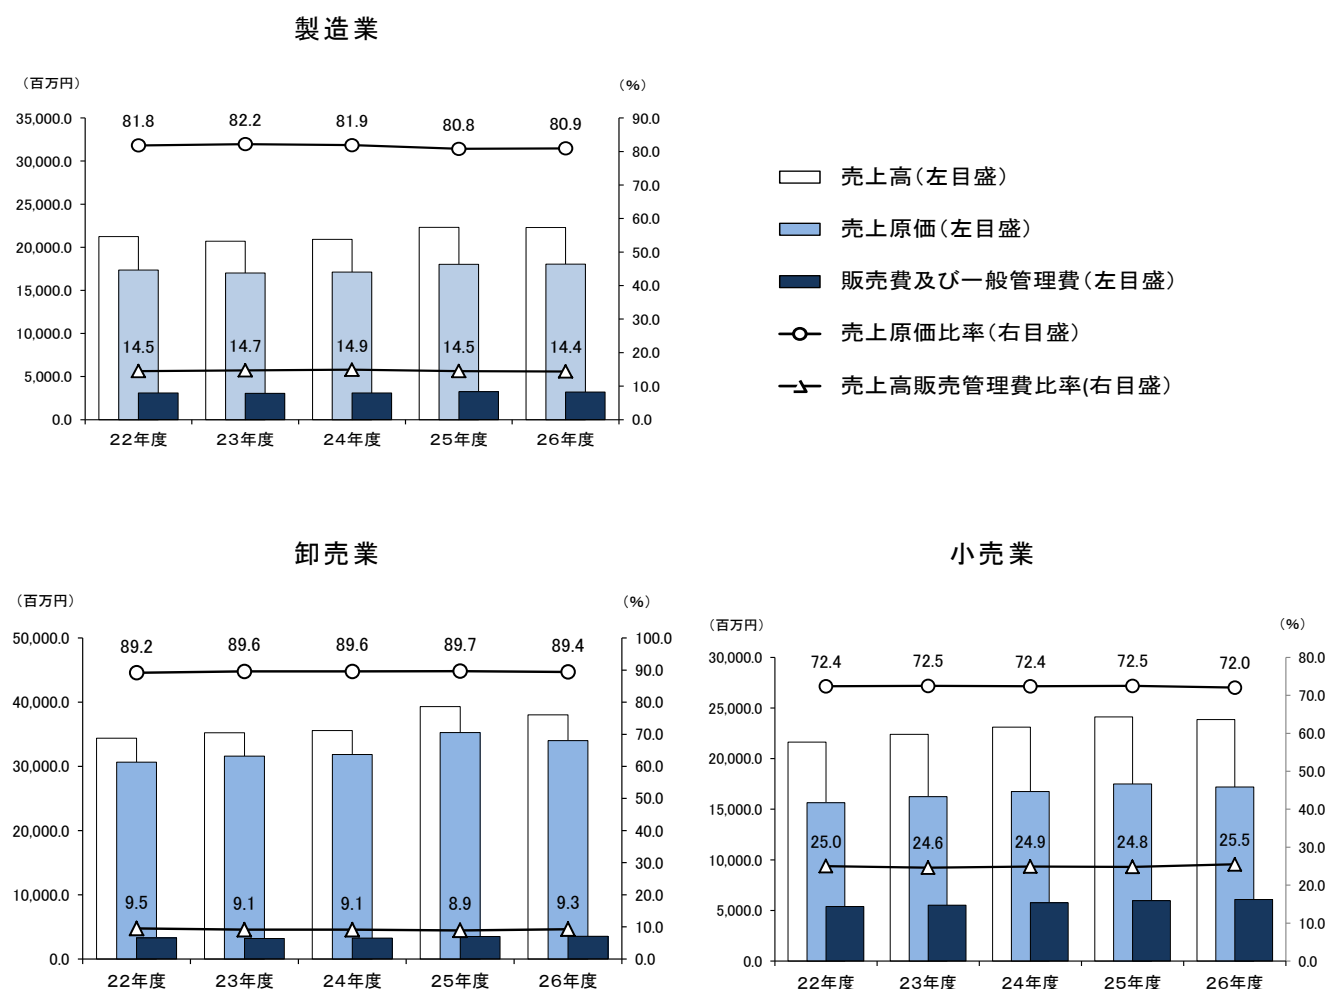 製造業
（百万円）
（％）
35,000.0
30,000.0
25,000.0
20,000.0
15,000.0
10,000.0
5,000.0
0.0
90.0
80.0
70.0
60.0
50.0
40.0
30.0
20.0
10.0
0.0
81.8 82.2 81.9 80.8 80.9
14.5 14.7 14.9 14.5 14.4
22年度 23年度 24年度 25年度 26年度
売上高（左目盛）
売上原価（左目盛）
販売費及び一般管理費（左目盛）
売上原価比率（右目盛）
売上高販売管理費比率(右目盛）
卸売業
（百万円）
（％）
50,000.0
40,000.0
30,000.0
20,000.0
10,000.0
0.0
100.0
90.0
80.0
70.0
60.0
50.0
40.0
30.0
20.0
10.0
0.0
89.2 89.6 89.6 89.7 89.4
9.5 9.1 9.1 8.9 9.3
22年度 23年度 24年度 25年度 26年度
小売業
（百万円）
（％）
30,000.0
25,000.0
20,000.0
15,000.0
10,000.0
5,000.0
0.0
80.0
70.0
60.0
50.0
40.0
30.0
20.0
10.0
0.0
72.4 72.5 72.4 72.5 72.0
25.0 24.6 24.9 24.8 25.5
22年度 23年度 24年度 25年度 26年度